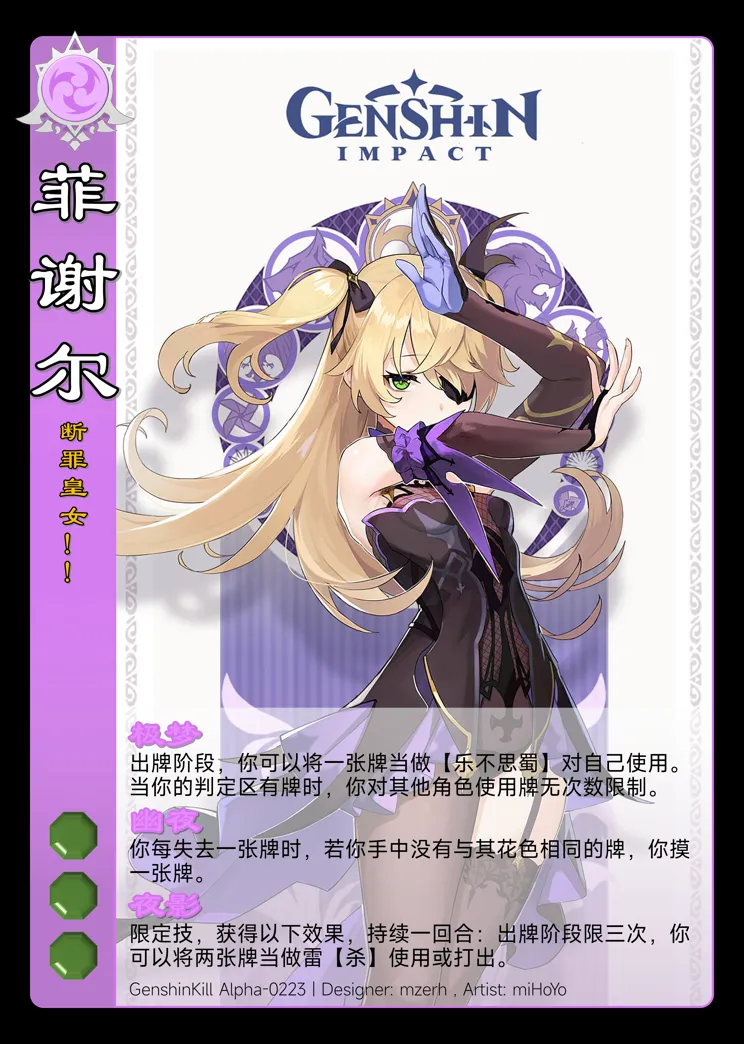 GENSHIN
IMPACT
菲谢尔
断罪皇女！！
极梦
出牌阶段，你可以将一张牌当做【乐不思蜀】对自己使用。
当你的判定区有牌时，你对其他角色使用牌无次数限制。
幽夜
你每失去一张牌时，若你手中没有与其花色相同的牌，你摸
一张牌。
夜影
限定技，获得以下效果，持续一回合：出牌阶段限三次，你
可以将两张牌当做雷【杀】使用或打出。
GenshinKill Alpha-0223 | Designer: mzerh , Artist: miHoYo